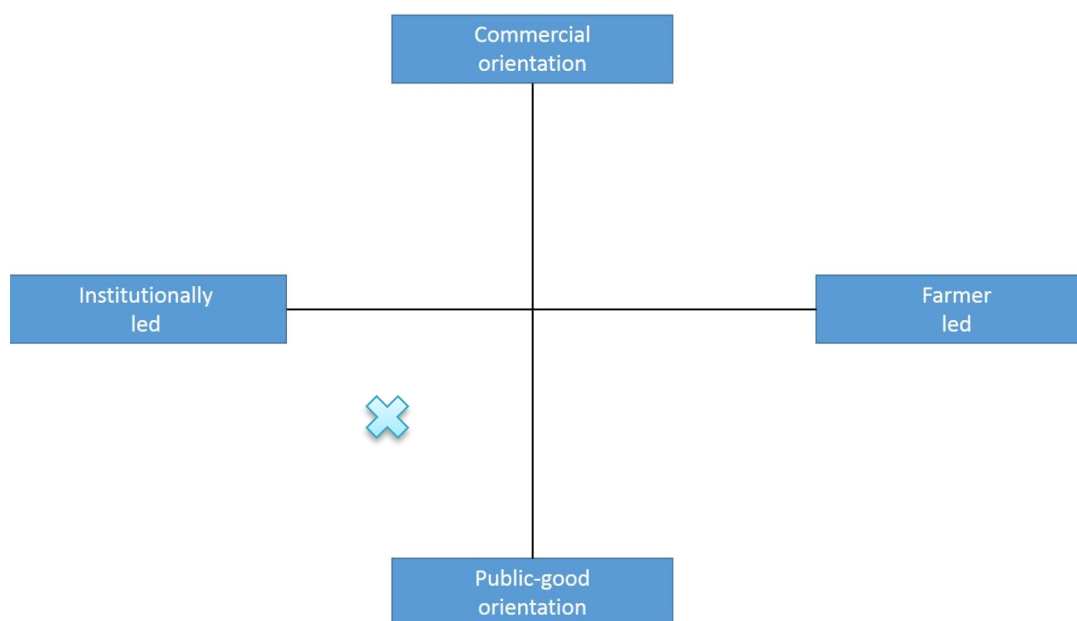 Commercial
orientation
Institutionally
led
Farmer
led
Public-good
orientation